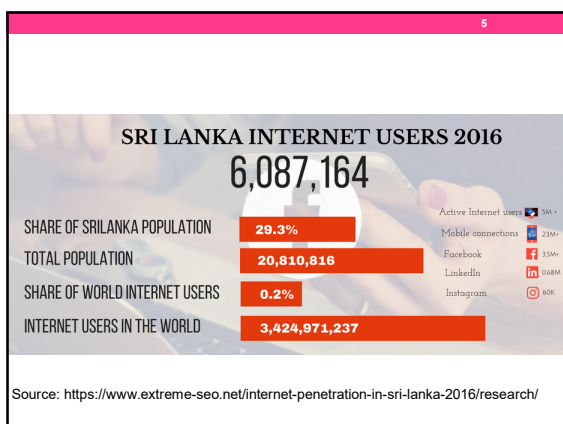 5
SRI LANKA INTERNET USERS 2016
6,087,164
SHARE OF SRILANKA POPULATION 29.3%
TOTAL POPULATION 20,810,816
SHARE OF WORLD INTERNET USERS 0.2%
INTERNET USERS IN THE WORLD 3,424,971,237
Active Internet users 5M +
Mobile connections 23M+
Facebook 3.5M+
LinkedIn 0.68M
Instagram 60K
Source: https://www.extreme-seo.net/internet-penetration-in-sri-lanka-2016/research/